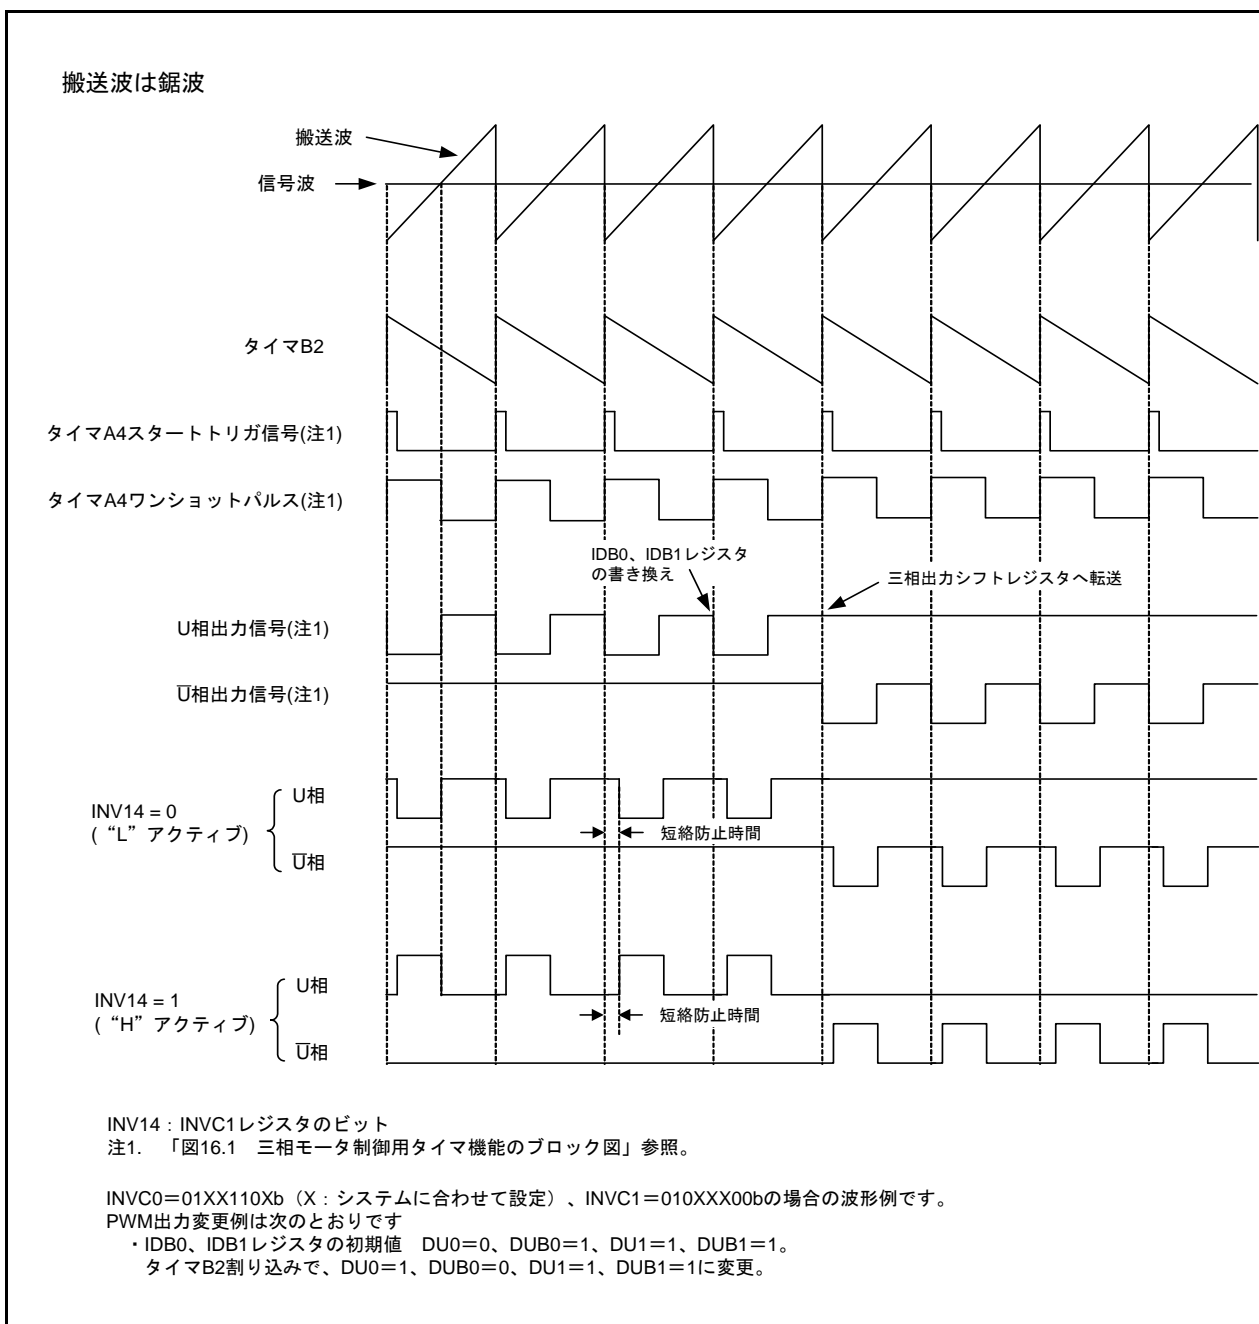 搬送波は鋸波
搬送波
信号波
タイマB2
タイマA4スタートトリガ信号(注1)
タイマA4ワンショットパルス(注1)
IDB0、IDB1レジスタ
の書き換え
三相出力シフトレジスタへ転送
U相出力信号(注1)
U̅相出力信号(注1)
INV14 = 0
(“L”アクティブ)
U相
U̅相
短絡防止時間
INV14 = 1
(“H”アクティブ)
U相
U̅相
短絡防止時間
INV14：INVC1レジスタのビット
注1. 「図16.1 三相モータ制御用タイマ機能のブロック図」参照。
INVC0＝01XX110Xb（X：システムに合わせて設定）、INVC1＝010XXX00bの場合の波形例です。
PWM出力変更例は次のとおりです
・IDB0、IDB1レジスタの初期値 DU0＝0、DUB0＝1、DU1＝1、DUB1＝1。
タイマB2割り込みで、DU0＝1、DUB0＝0、DU1＝1、DUB1＝1に変更。